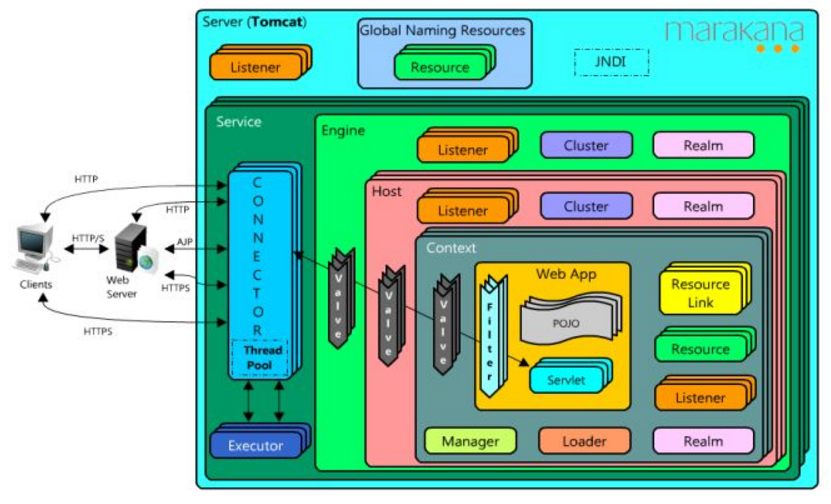 Server (Tomcat)
Global Naming Resources
marakana
Listener
Resource
JNDI
Service
Engine
Listener
Cluster
Realm
Host
Listener
Cluster
Realm
Context
Web App
Resource
Link
POJO
Resource
Servlet
Listener
Manager
Loader
Realm
CONNECTOR
Thread
Pool
Executor
Valve
Valve
Valve
Filter
HTTP
HTTP
HTTP/S
AJP
Clients
Web
Server
HTTPS
HTTPS